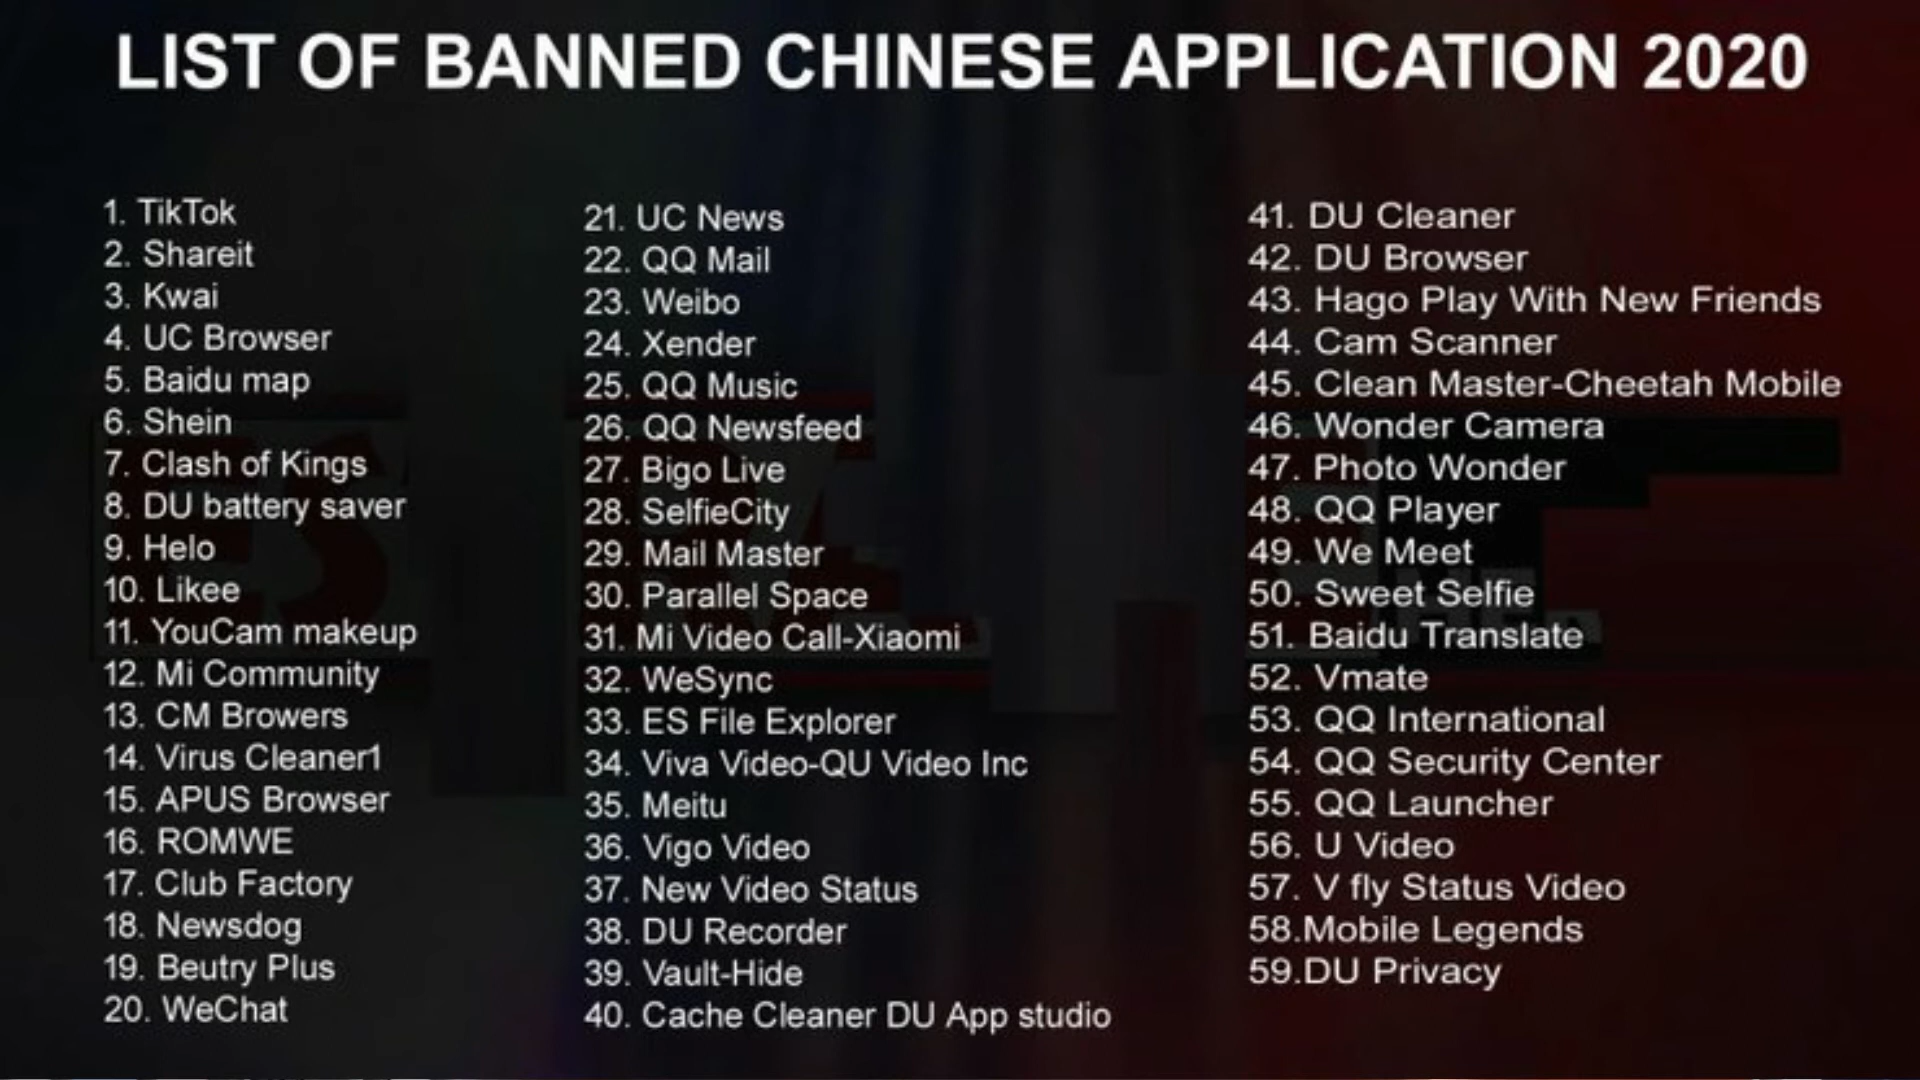 LIST OF BANNED CHINESE APPLICATION 2020
1. TikTok
2. Shareit
3. Kwai
4. UC Browser
5. Baidu map
6. Shein
7. Clash of Kings
8. DU battery saver
9. Helo
10. Likee
11. YouCam makeup
12. Mi Community
13. CM Browers
14. Virus Cleaner1
15. APUS Browser
16. ROMWE
17. Club Factory
18. Newsdog
19. Beutry Plus
20. WeChat
21. UC News
22. QQ Mail
23. Weibo
24. Xender
25. QQ Music
26. QQ Newsfeed
27. Bigo Live
28. SelfieCity
29. Mail Master
30. Parallel Space
31. Mi Video Call-Xiaomi
32. WeSync
33. ES File Explorer
34. Viva Video-QU Video Inc
35. Meitu
36. Vigo Video
37. New Video Status
38. DU Recorder
39. Vault-Hide
40. Cache Cleaner DU App studio
41. DU Cleaner
42. DU Browser
43. Hago Play With New Friends
44. Cam Scanner
45. Clean Master-Cheetah Mobile
46. Wonder Camera
47. Photo Wonder
48. QQ Player
49. We Meet
50. Sweet Selfie
51. Baidu Translate
52. Vmate
53. QQ International
54. QQ Security Center
55. QQ Launcher
56. U Video
57. V fly Status Video
58.Mobile Legends
59.DU Privacy